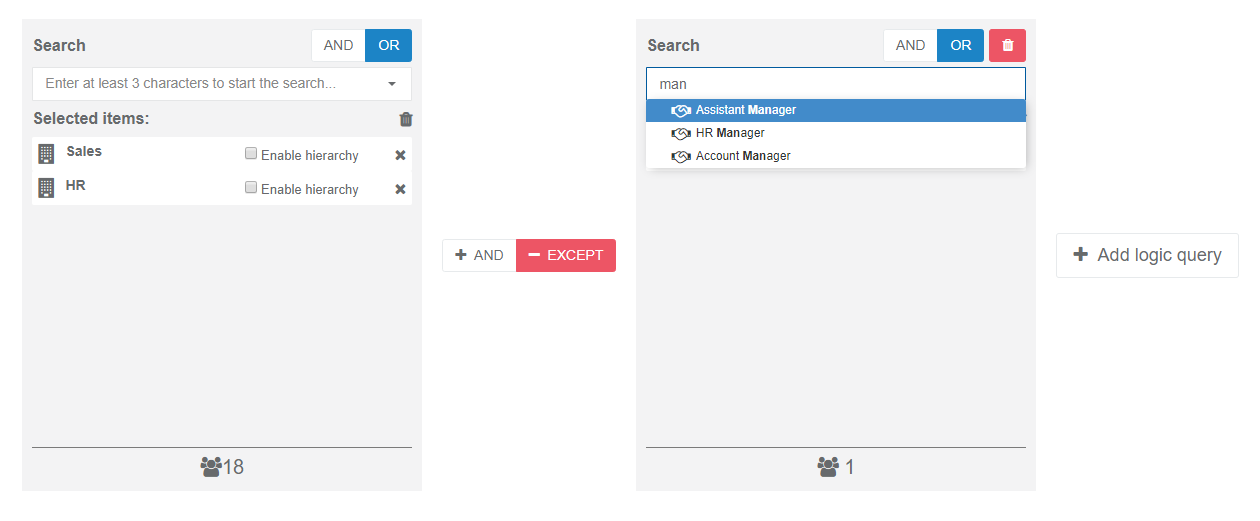 Search AND OR
Enter at least 3 characters to start the search...
Selected items:
Sales Enable hierarchy
HR Enable hierarchy
18
AND EXCEPT
Search AND OR
man
Assistant Manager
HR Manager
Account Manager
1
Add logic query